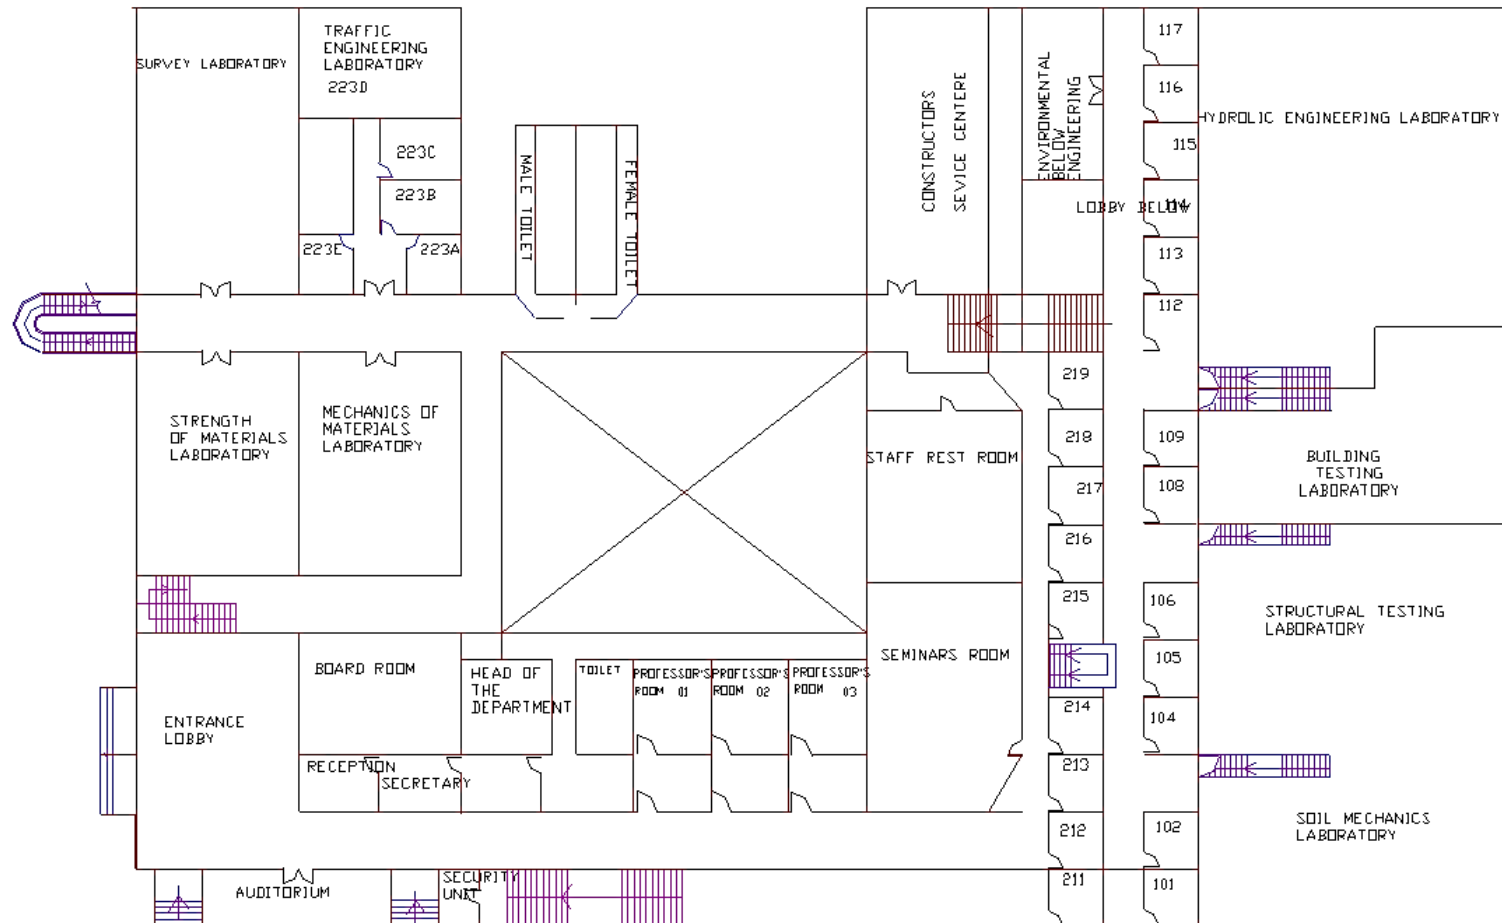 SURVEY LABORATORY
TRAFFIC
ENGINEERING
LABORATORY
223D
223C
223B
223E
223A
MALE TOILET
FEMALE TOILET
CONSTRUCTORS
SEVICE CENTERE
ENVIRONMENTAL
BELOW
ENGINEERING
LOBBY BELOW
117
116
115
114
113
112
HYDROLIC ENGINEERING LABORATORY
STRENGTH
OF MATERIALS
LABORATORY
MECHANICS OF
MATERIALS
LABORATORY
STAFF REST ROOM
219
218
217
216
215
214
213
212
211
109
108
106
105
104
102
101
BUILDING
TESTING
LABORATORY
STRUCTURAL TESTING
LABORATORY
SOIL MECHANICS
LABORATORY
SEMINARS ROOM
BOARD ROOM
HEAD OF
THE
DEPARTMENT
TOILET
PROFESSOR'S
ROOM 01
PROFESSOR'S
ROOM 02
PROFESSOR'S
ROOM 03
ENTRANCE
LOBBY
RECEPTION
SECRETARY
AUDITORIUM
SECURITY
UNIT